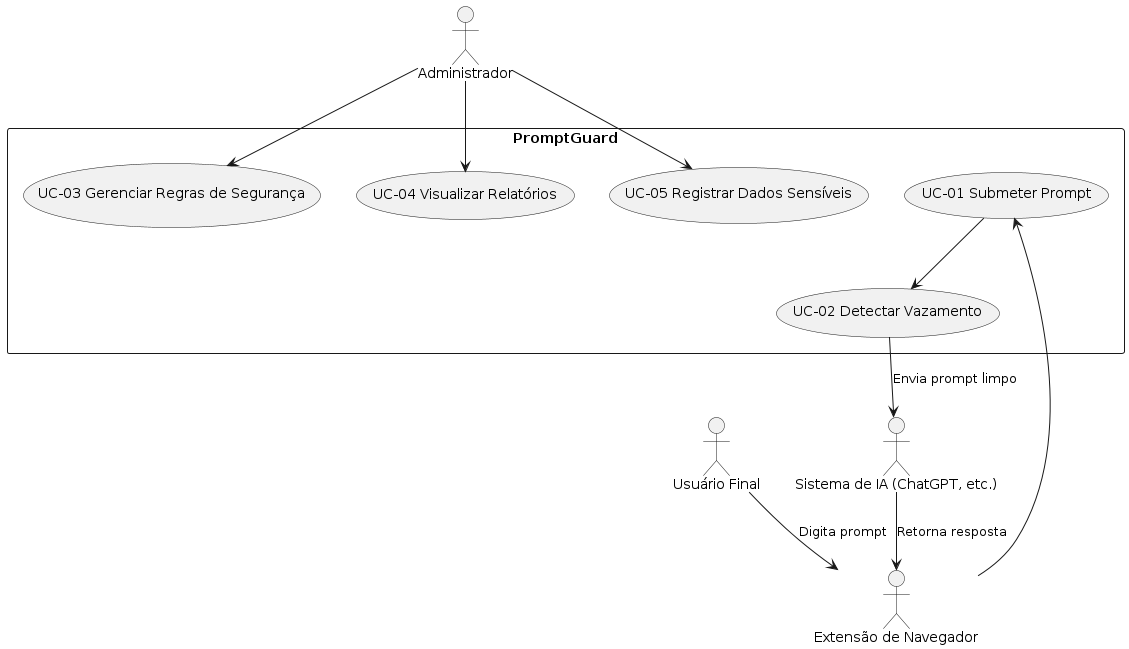 Administrador
PromptGuard
UC-03 Gerenciar Regras de Segurança
UC-04 Visualizar Relatórios
UC-05 Registrar Dados Sensíveis
UC-01 Submeter Prompt
UC-02 Detectar Vazamento
Envia prompt limpo
Usuário Final
Sistema de IA (ChatGPT, etc.)
Digita prompt
Retorna resposta
Extensão de Navegador